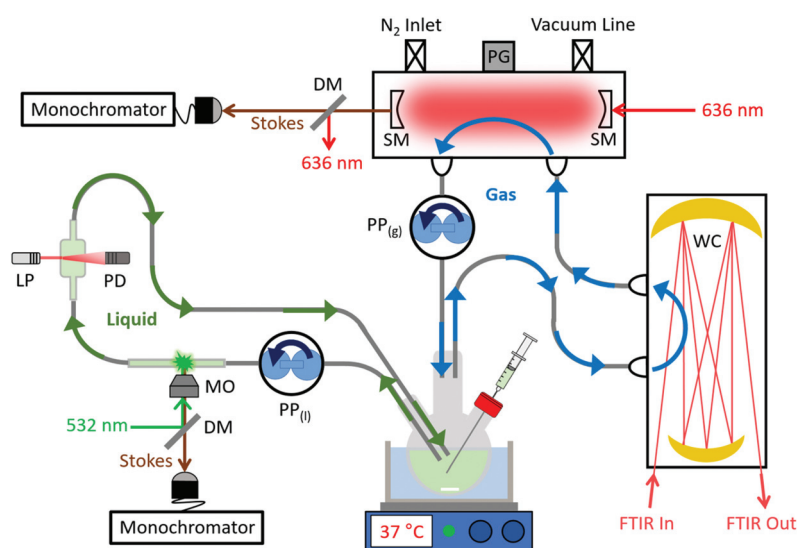 N2 Inlet
Vacuum Line
PG
DM
Monochromator
Stokes
636 nm
SM
SM
636 nm
Gas
PP(g)
WC
LP
PD
Liquid
MO
PP(l)
532 nm
DM
Stokes
Monochromator
37 °C
FTIR In
FTIR Out